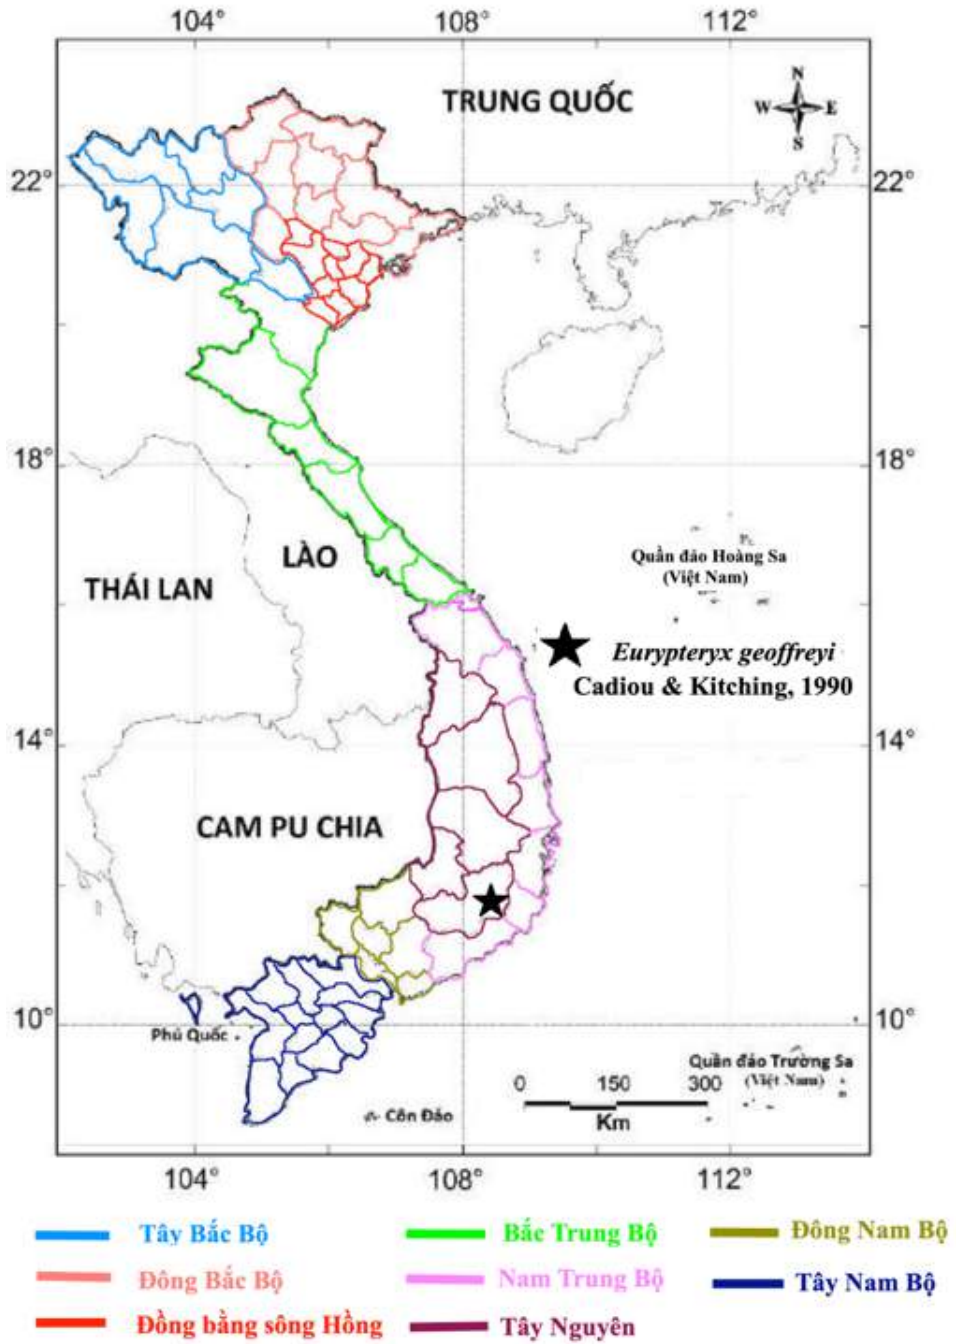 104° 108° 112°
TRUNG QUỐC
N
W E
S
22° 22°
18° 18°
LÀO
THÁI LAN
Quần đảo Hoàng Sa
(Việt Nam)
Eurypteryx geoffreyi
Cadiou & Kitching, 1990
14° 14°
CAM PU CHIA
10° 10°
Phú Quốc
Quần đảo Trường Sa
(Việt Nam)
0 150 300
Km
Côn Đảo
104° 108° 112°
Tây Bắc Bộ Bắc Trung Bộ Đông Nam Bộ
Đông Bắc Bộ Nam Trung Bộ Tây Nam Bộ
Đồng bằng sông Hồng Tây Nguyên